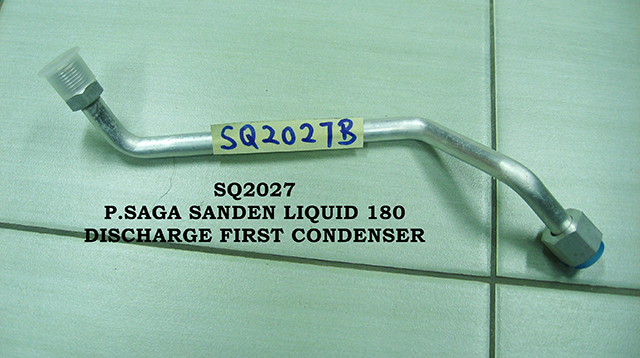 SQ2027B
SQ2027
P.SAGA SANDEN LIQUID 180
DISCHARGE FIRST CONDENSER